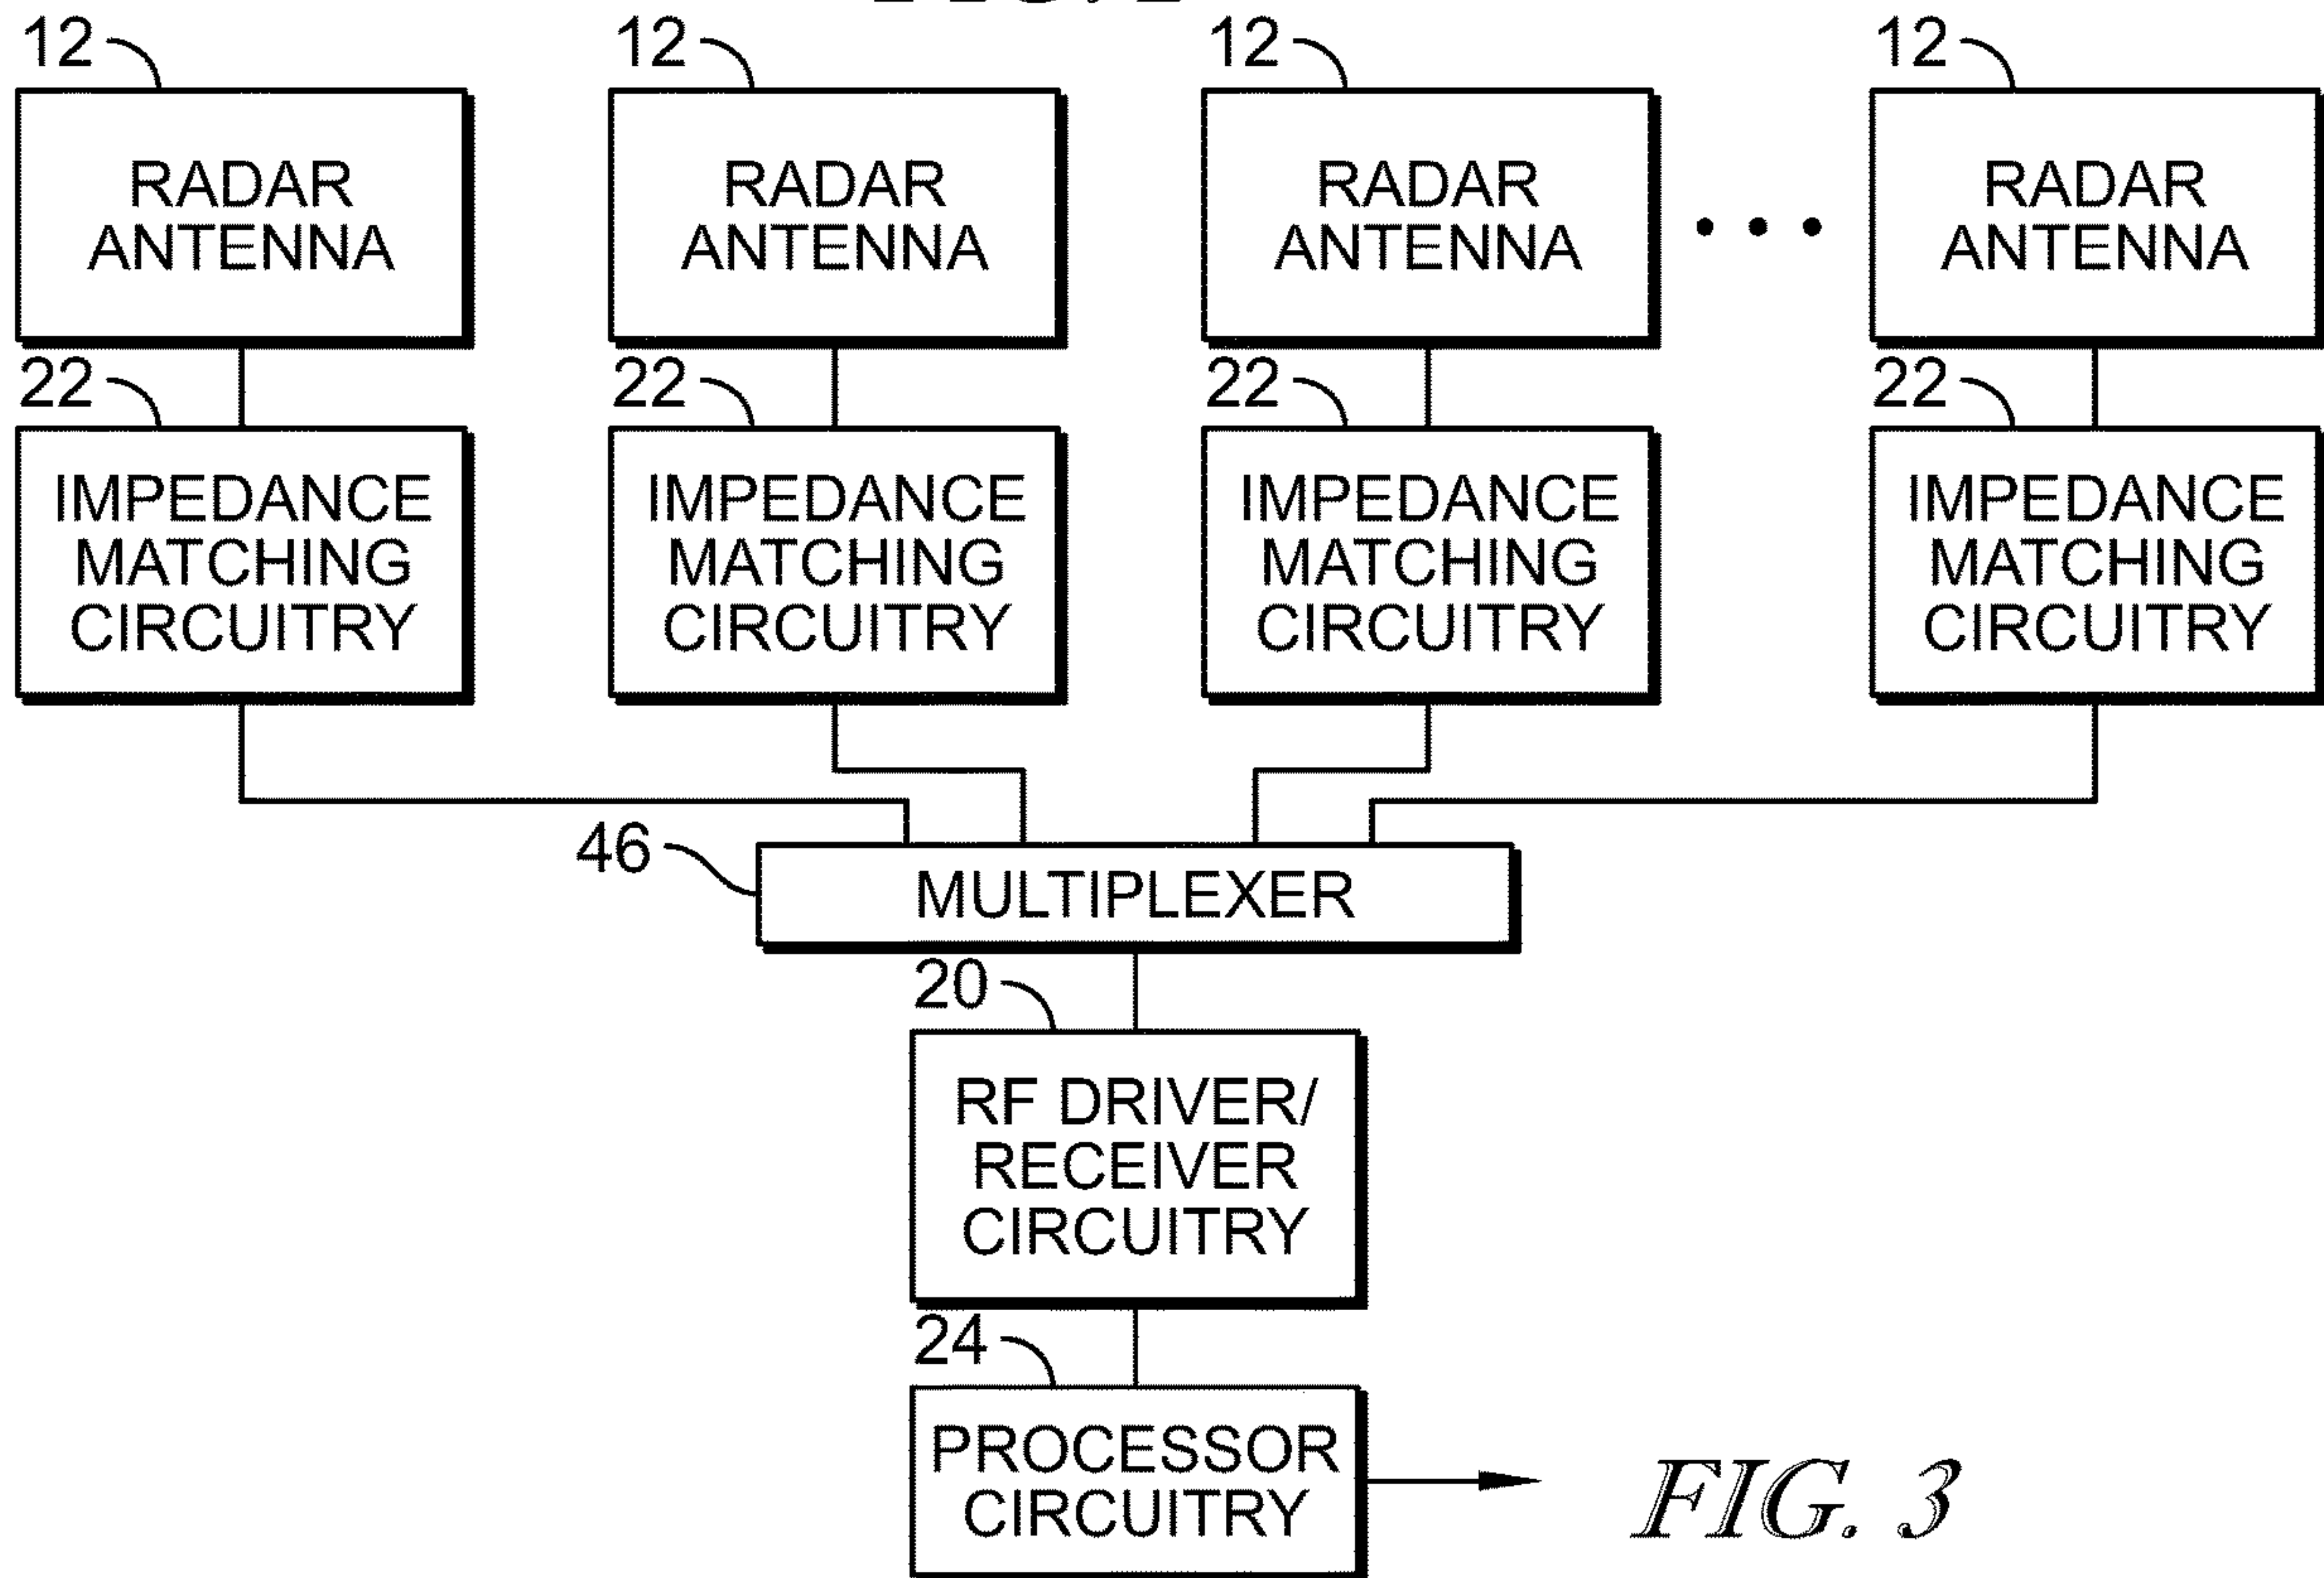 12 12 12 12
RADAR ANTENNA
RADAR ANTENNA
RADAR ANTENNA
• • •
RADAR ANTENNA
22 22 22 22
IMPEDANCE
MATCHING
CIRCUITRY
IMPEDANCE
MATCHING
CIRCUITRY
IMPEDANCE
MATCHING
CIRCUITRY
IMPEDANCE
MATCHING
CIRCUITRY
46
MULTIPLEXER
20
RF DRIVER/
RECEIVER
CIRCUITRY
24
PROCESSOR
CIRCUITRY
FIG. 3